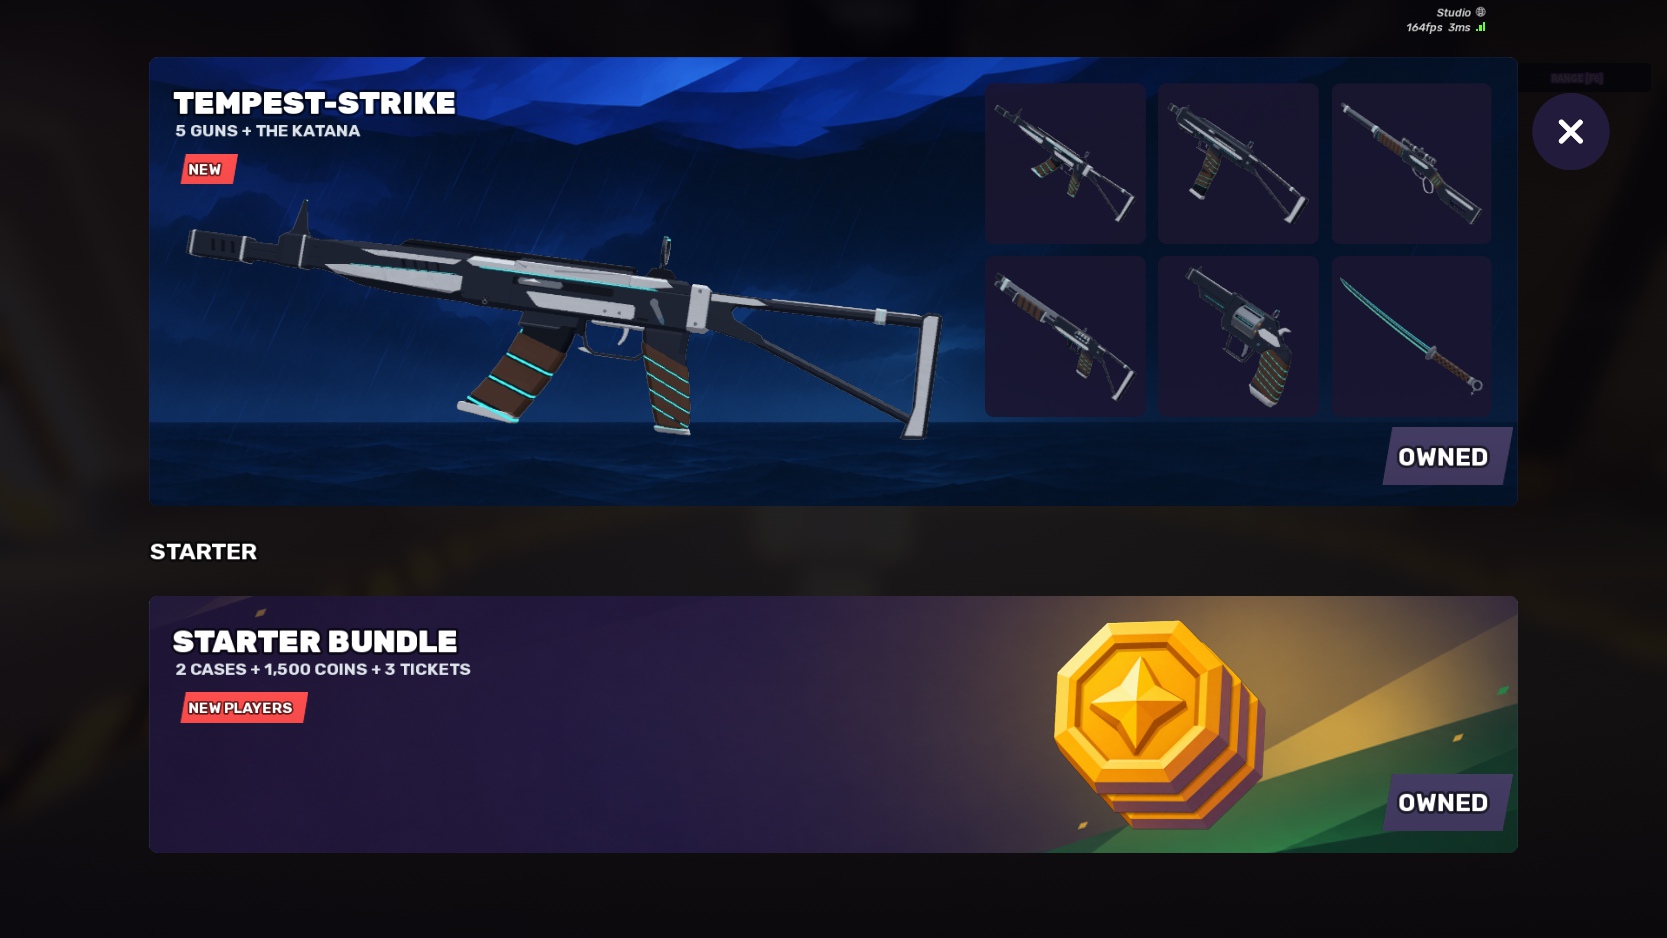 Studio
164fps 3ms
TEMPEST-STRIKE
5 GUNS + THE KATANA
NEW
OWNED
STARTER
STARTER BUNDLE
2 CASES + 1,500 COINS + 3 TICKETS
NEW PLAYERS
OWNED